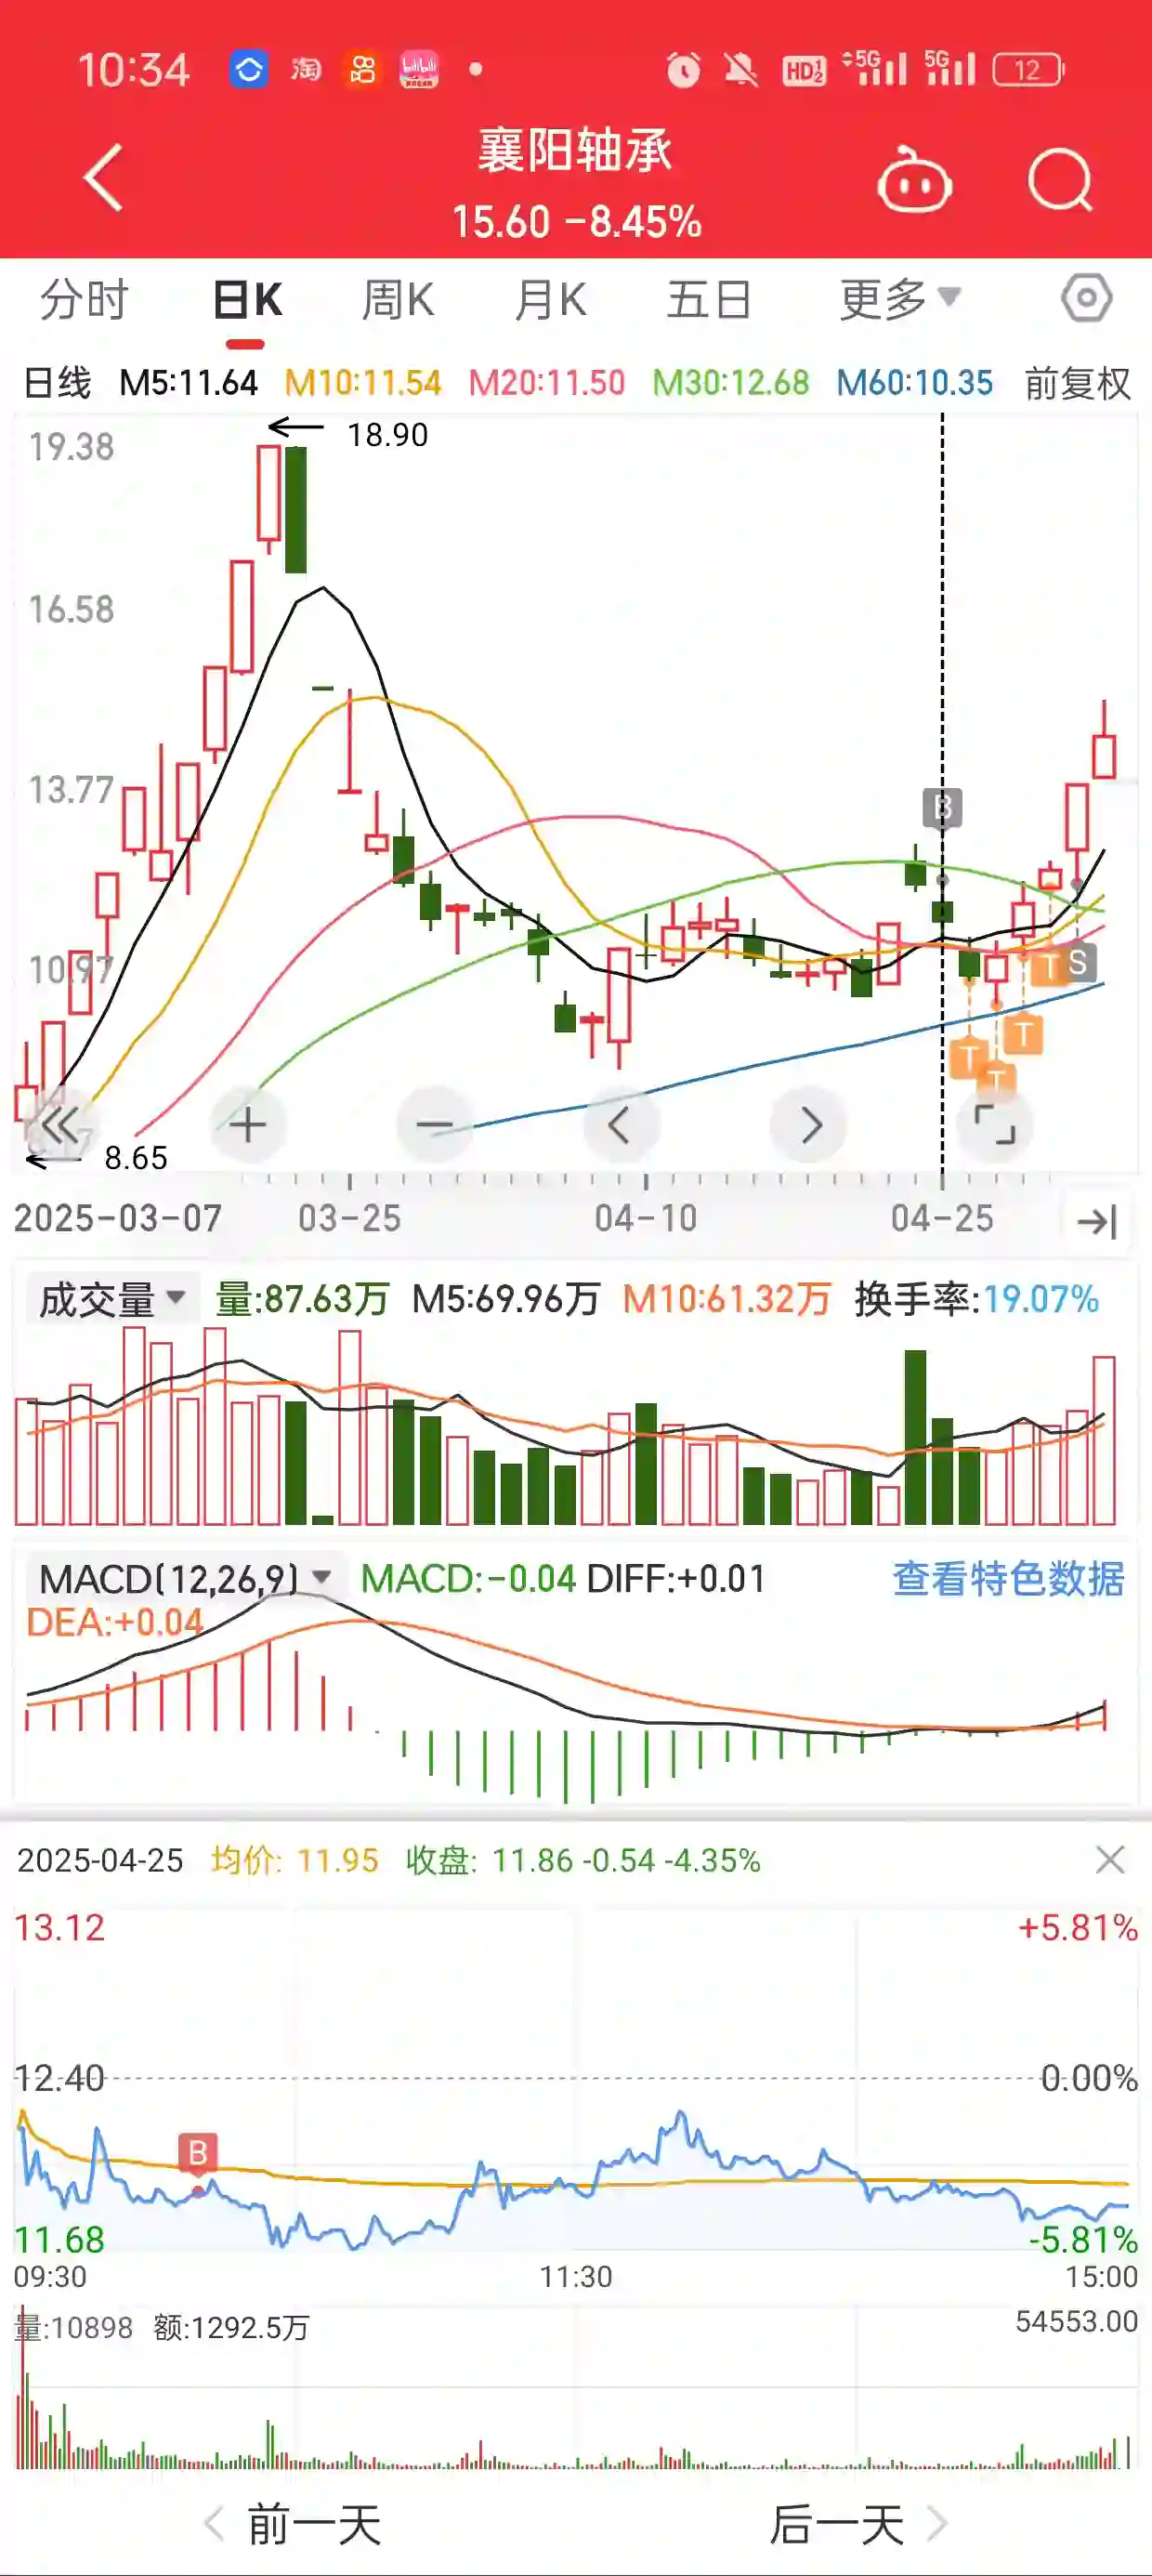 10:34 淘 bilibili HD 1 2 5G 5G 12
襄阳轴承
15.60 -8.45%
分时 日K 周K 月K 五日 更多
日线 M5:11.64 M10:11.54 M20:11.50 M30:12.68 M60:10.35 前复权
19.38
18.90
16.58
13.77
B
10.97
T S
T
T
T
8.65
2025-03-07 03-25 04-10 04-25
成交量 量:87.63万 M5:69.96万 M10:61.32万 换手率:19.07%
MACD(12,26,9) MACD:-0.04 DIFF:+0.01 查看特色数据
DEA:+0.04
2025-04-25 均价: 11.95 收盘: 11.86 -0.54 -4.35%
13.12 +5.81%
12.40 0.00%
B
11.68 -5.81%
09:30 11:30 15:00
量:10898 额:1292.5万 54553.00
前一天 后一天